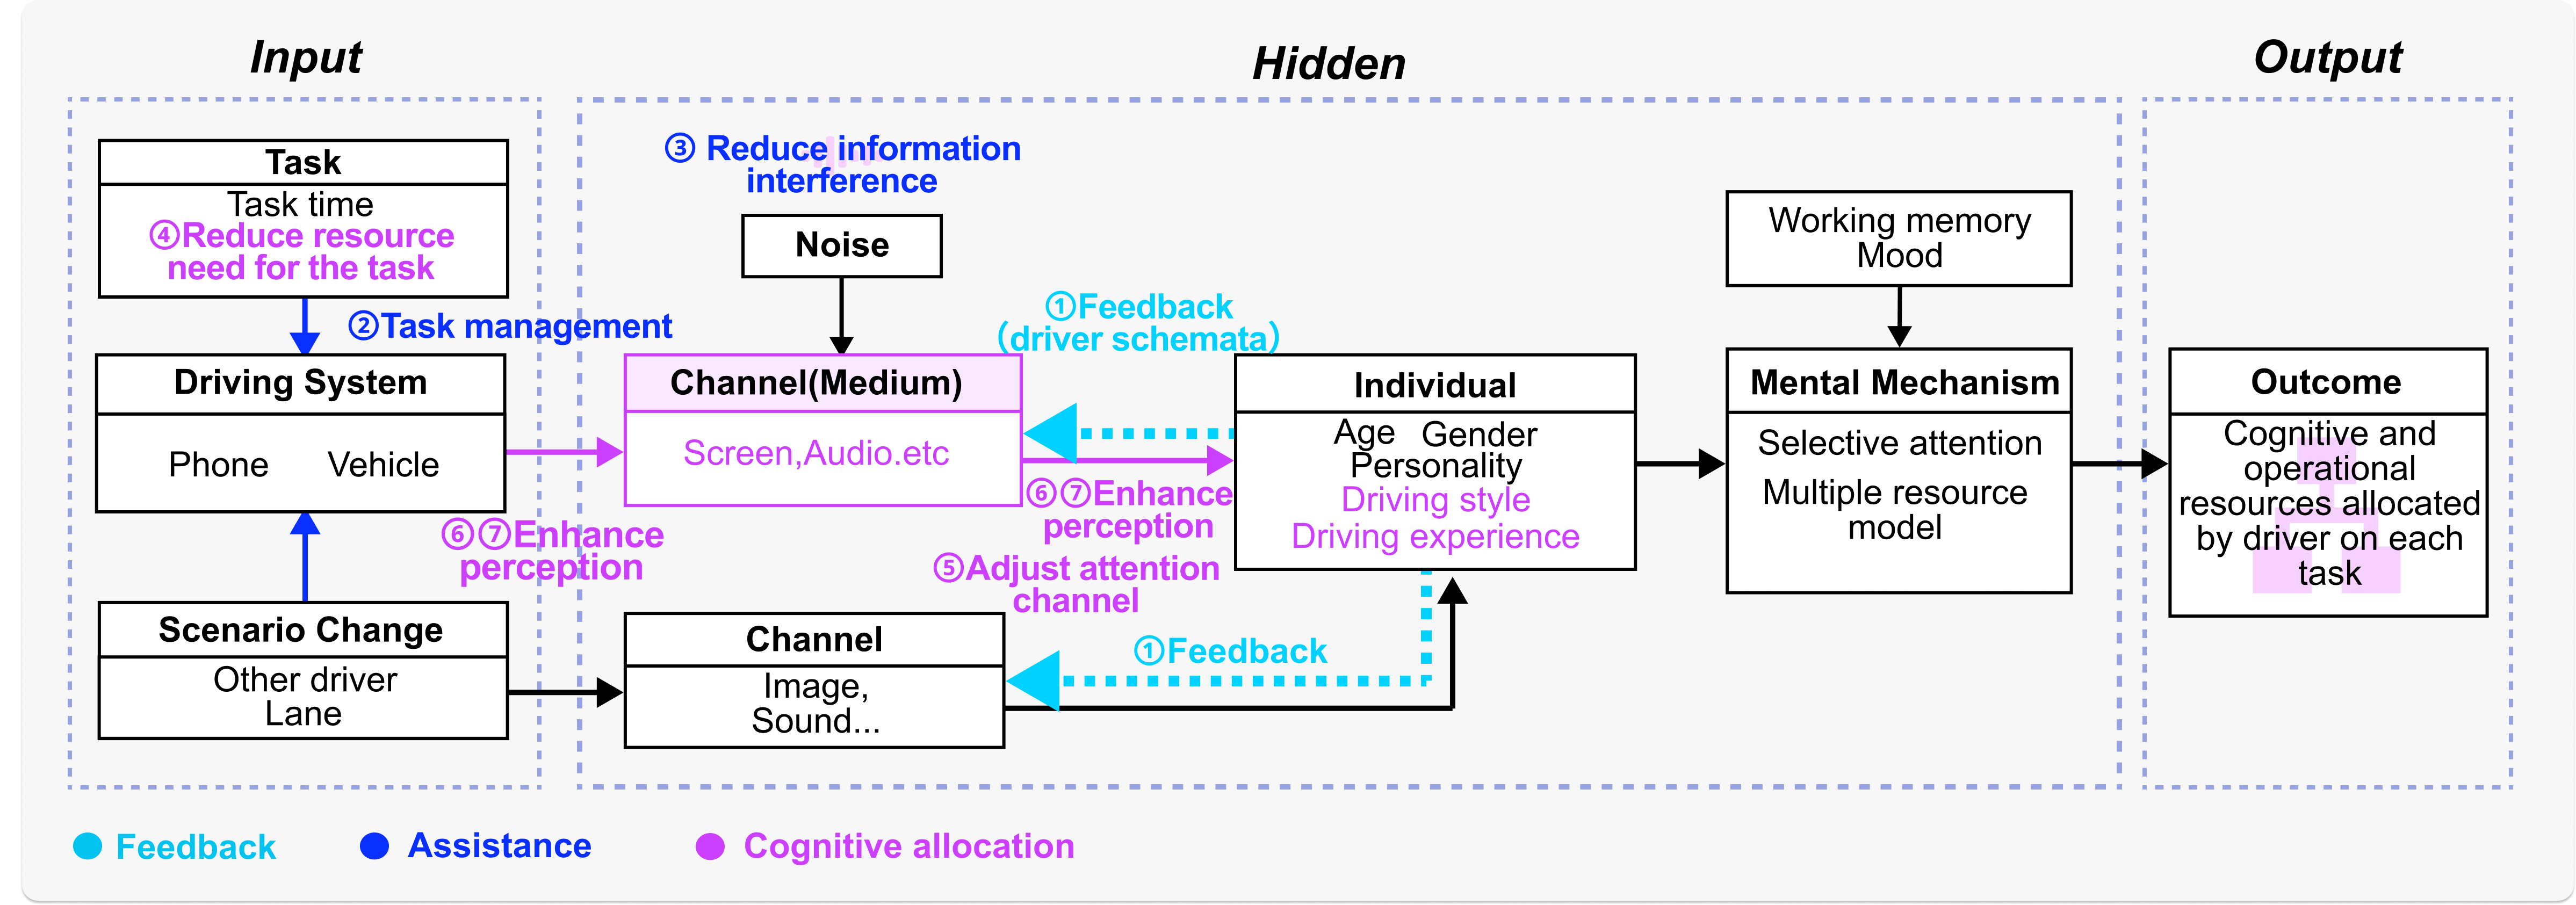 Input
Hidden
Output
Task
Task time
④Reduce resource
need for the task
②Task management
Driving System
Phone Vehicle
⑥⑦Enhance
perception
Scenario Change
Other driver
Lane
③ Reduce information
interference
Noise
Channel(Medium)
Screen,Audio.etc
①Feedback
(driver schemata)
⑥⑦Enhance
perception
⑤Adjust attention
channel
Channel
Image,
Sound...
①Feedback
Individual
Age Gender
Personality
Driving style
Driving experience
Working memory
Mood
Mental Mechanism
Selective attention
Multiple resource
model
Outcome
Cognitive and
operational
resources allocated
by driver on each
task
Feedback
Assistance
Cognitive allocation